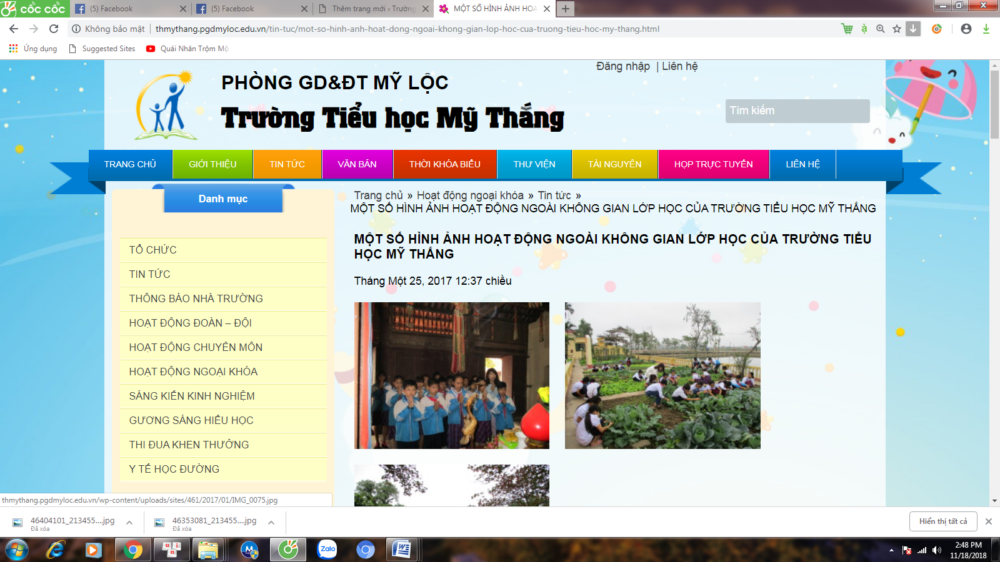 cốc cốc
(5) Facebook
(5) Facebook
Thêm trang mới ‹ Trường
MỘT SỐ HÌNH ẢNH HOẠ
Không bảo mật
thmythang.pgdmyloc.edu.vn/tin-tuc/mot-so-hinh-anh-hoat-dong-ngoai-khong-gian-lop-hoc-cua-truong-tieu-hoc-my-thang.html
Ứng dụng
Suggested Sites
Quái Nhân Trộm Mộ
Đăng nhập | Liên hệ
PHÒNG GD&ĐT MỸ LỘC
Trường Tiểu học Mỹ Thắng
Tìm kiếm
TRANG CHỦ
GIỚI THIỆU
TIN TỨC
VĂN BẢN
THỜI KHÓA BIỂU
THƯ VIỆN
TÀI NGUYÊN
HỌP TRỰC TUYẾN
LIÊN HỆ
Danh mục
TỔ CHỨC
TIN TỨC
THÔNG BÁO NHÀ TRƯỜNG
HOẠT ĐỘNG ĐOÀN – ĐỘI
HOẠT ĐỘNG CHUYÊN MÔN
HOẠT ĐỘNG NGOẠI KHÓA
SÁNG KIẾN KINH NGHIỆM
GƯƠNG SÁNG HIẾU HỌC
THI ĐUA KHEN THƯỞNG
Y TẾ HỌC ĐƯỜNG
Trang chủ » Hoạt động ngoại khóa » Tin tức »
MỘT SỐ HÌNH ẢNH HOẠT ĐỘNG NGOÀI KHÔNG GIAN LỚP HỌC CỦA TRƯỜNG TIỂU HỌC MỸ THẮNG
MỘT SỐ HÌNH ẢNH HOẠT ĐỘNG NGOÀI KHÔNG GIAN LỚP HỌC CỦA TRƯỜNG TIỂU
HỌC MỸ THẮNG
Tháng Một 25, 2017 12:37 chiều
thmythang.pgdmyloc.edu.vn/wp-content/uploads/sites/461/2017/01/IMG_0075.jpg
46404101_213455....jpg
Đã xóa
46353081_213455....jpg
Đã xóa
Hiển thị tất cả
Zalo
2:48 PM
11/18/2018